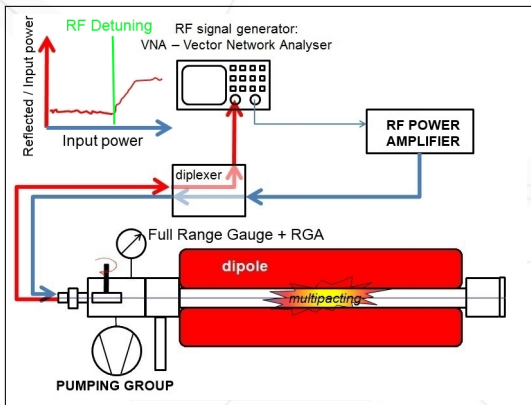 RF Detuning
RF signal generator:
VNA – Vector Network Analyser
Reflected / Input power
Input power
RF POWER
AMPLIFIER
diplexer
Full Range Gauge + RGA
dipole
multipacting
PUMPING GROUP